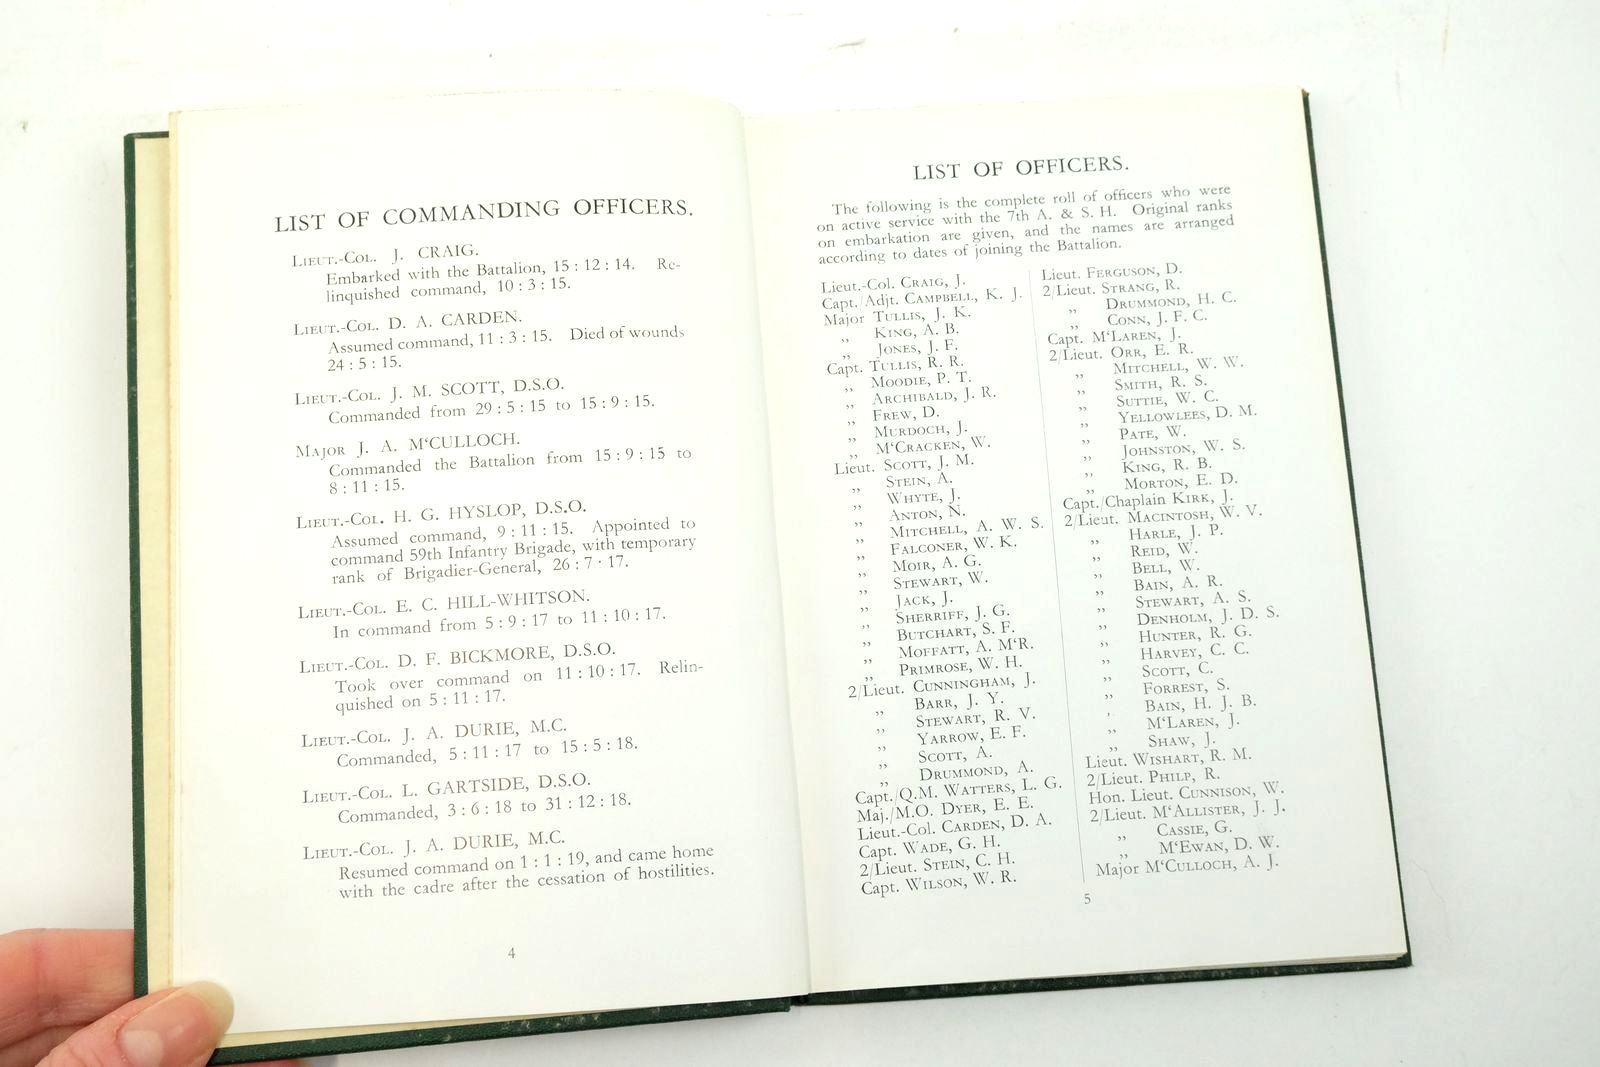 LIST OF COMMANDING OFFICERS.
Lieut.-Col. J. CRAIG.
Embarked with the Battalion, 15 : 12 : 14. Re-
linquished command, 10 : 3 : 15.
Lieut.-Col. D. A. CARDEN.
Assumed command, 11 : 3 : 15. Died of wounds
24 : 5 : 15.
Lieut.-Col. J. M. SCOTT, D.S.O.
Commanded from 29 : 5 : 15 to 15 : 9 : 15.
Major J. A. M‘CULLOCH.
Commanded the Battalion from 15 : 9 : 15 to
8 : 11 : 15.
Lieut.-Col. H. G. HYSLOP, D.S.O.
Assumed command, 9 : 11 : 15. Appointed to
command 59th Infantry Brigade, with temporary
rank of Brigadier-General, 26 : 7 · 17.
Lieut.-Col. E. C. HILL-WHITSON.
In command from 5 : 9 : 17 to 11 : 10 : 17.
Lieut.-Col. D. F. BICKMORE, D.S.O.
Took over command on 11 : 10 : 17. Relin-
quished on 5 : 11 : 17.
Lieut.-Col. J. A. DURIE, M.C.
Commanded, 5 : 11 : 17 to 15 : 5 : 18.
Lieut.-Col. L. GARTSIDE, D.S.O.
Commanded, 3 : 6 : 18 to 31 : 12 : 18.
Lieut.-Col. J. A. DURIE, M.C.
Resumed command on 1 : 1 : 19, and came home
with the cadre after the cessation of hostilities.
4
LIST OF OFFICERS.
The following is the complete roll of officers who were
on active service with the 7th A. & S. H. Original ranks
on embarkation are given, and the names are arranged
according to dates of joining the Battalion.
Lieut.-Col. Craig, J.
Capt./Adjt. Campbell, K. J.
Major Tullis, J. K.
„ King, A. B.
„ Jones, J. F.
Capt. Tullis, R. R.
„ Moodie, P. T.
„ Archibald, J. R.
„ Frew, D.
„ Murdoch, J.
„ M‘Cracken, W.
Lieut. Scott, J. M.
„ Stein, A.
„ Whyte, J.
„ Anton, N.
„ Mitchell, A. W. S.
„ Falconer, W. K.
„ Moir, A. G.
„ Stewart, W.
„ Jack, J.
„ Sherriff, J. G.
„ Butchart, S. F.
„ Moffatt, A. M‘R.
„ Primrose, W. H.
2/Lieut. Cunningham, J.
„ Barr, J. Y.
„ Stewart, R. V.
„ Yarrow, E. F.
„ Scott, A.
„ Drummond, A.
Capt./Q.M. Watters, L. G.
Maj./M.O. Dyer, E. E.
Lieut.-Col. Carden, D. A.
Capt. Wade, G. H.
2/Lieut. Stein, C. H.
Capt. Wilson, W. R.
Lieut. Ferguson, D.
2/Lieut. Strang, R.
„ Drummond, H. C.
„ Conn, J. F. C.
Capt. M‘Laren, J.
2/Lieut. Orr, E. R.
„ Mitchell, W. W.
„ Smith, R. S.
„ Suttie, W. C.
„ Yellowlees, D. M.
„ Pate, W.
„ Johnston, W. S.
„ King, R. B.
„ Morton, E. D.
Capt./Chaplain Kirk, J.
2/Lieut. Macintosh, W. V.
„ Harle, J. P.
„ Reid, W.
„ Bell, W.
„ Bain, A. R.
„ Stewart, A. S.
„ Denholm, J. D. S.
„ Hunter, R. G.
„ Harvey, C. C.
„ Scott, C.
„ Forrest, S.
„ Bain, H. J. B.
„ M‘Laren, J.
„ Shaw, J.
Lieut. Wishart, R. M.
2/Lieut. Philp, R.
Hon. Lieut. Cunnison, W.
2/Lieut. M‘Allister, J. J.
„ Cassie, G.
„ M‘Ewan, D. W.
Major M‘Culloch, A. J.
5